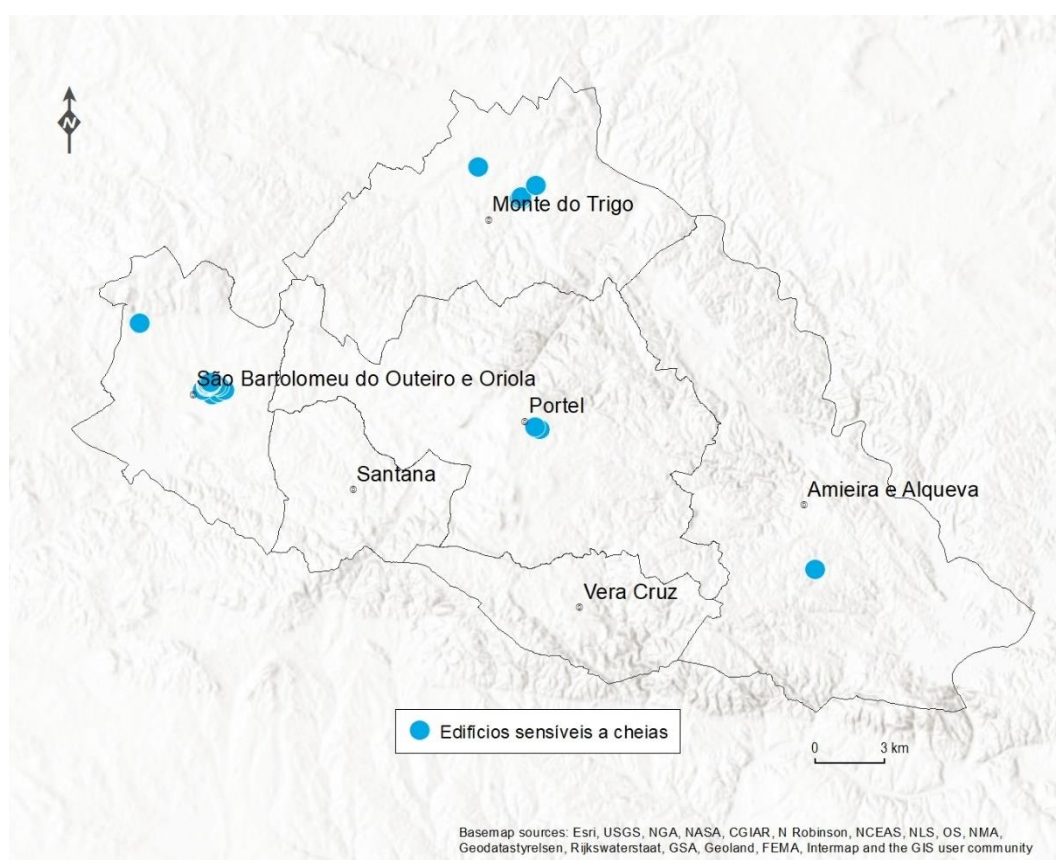 N
Monte do Trigo
São Bartolomeu do Outeiro e Oriola
Portel
Santana
Amieira e Alqueva
Vera Cruz
Edifícios sensíveis a cheias
0 3 km
Basemap sources: Esri, USGS, NGA, NASA, CGIAR, N Robinson, NCEAS, NLS, OS, NMA,
Geodatastyrelsen, Rijkswaterstaat, GSA, Geoland, FEMA, Intermap and the GIS user community